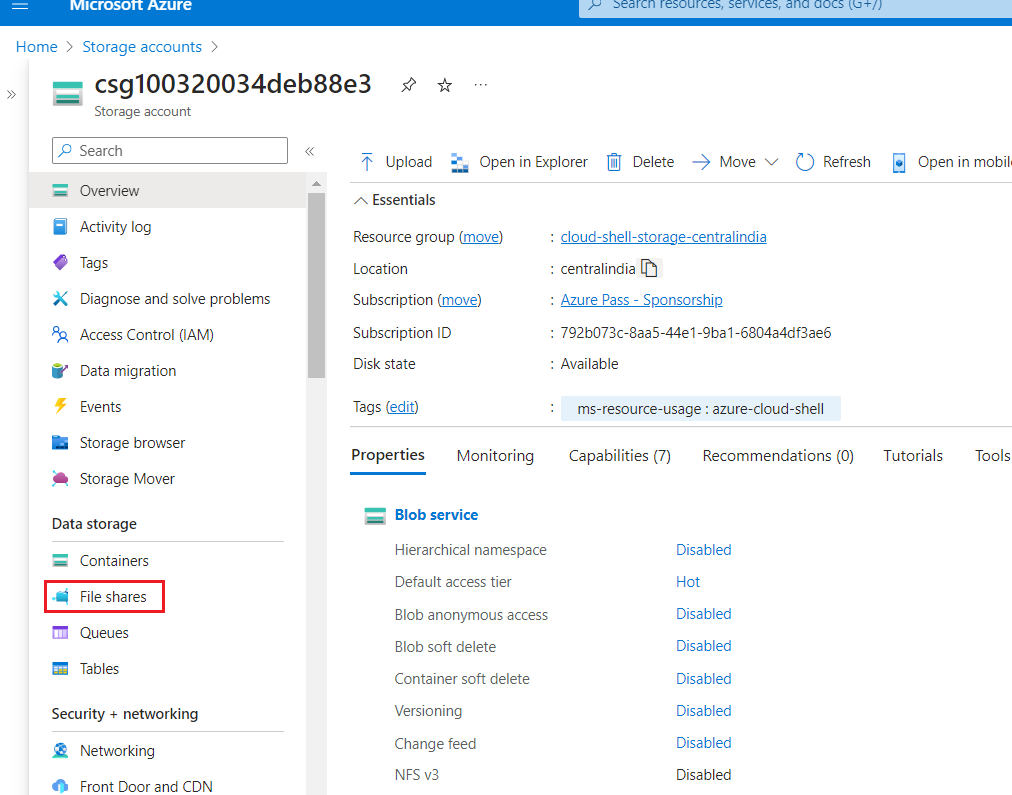 Microsoft Azure
Search resources, services, and docs (G+/)
Home > Storage accounts >
csg100320034deb88e3
Storage account
Search
Overview
Activity log
Tags
Diagnose and solve problems
Access Control (IAM)
Data migration
Events
Storage browser
Storage Mover
Data storage
Containers
File shares
Queues
Tables
Security + networking
Networking
Front Door and CDN
Upload Open in Explorer Delete Move Refresh Open in mobile
Essentials
Resource group (move) : cloud-shell-storage-centralindia
Location : centralindia
Subscription (move) : Azure Pass - Sponsorship
Subscription ID : 792b073c-8aa5-44e1-9ba1-6804a4df3ae6
Disk state : Available
Tags (edit) : ms-resource-usage : azure-cloud-shell
Properties Monitoring Capabilities (7) Recommendations (0) Tutorials Tools
Blob service
Hierarchical namespace Disabled
Default access tier Hot
Blob anonymous access Disabled
Blob soft delete Disabled
Container soft delete Disabled
Versioning Disabled
Change feed Disabled
NFS v3 Disabled